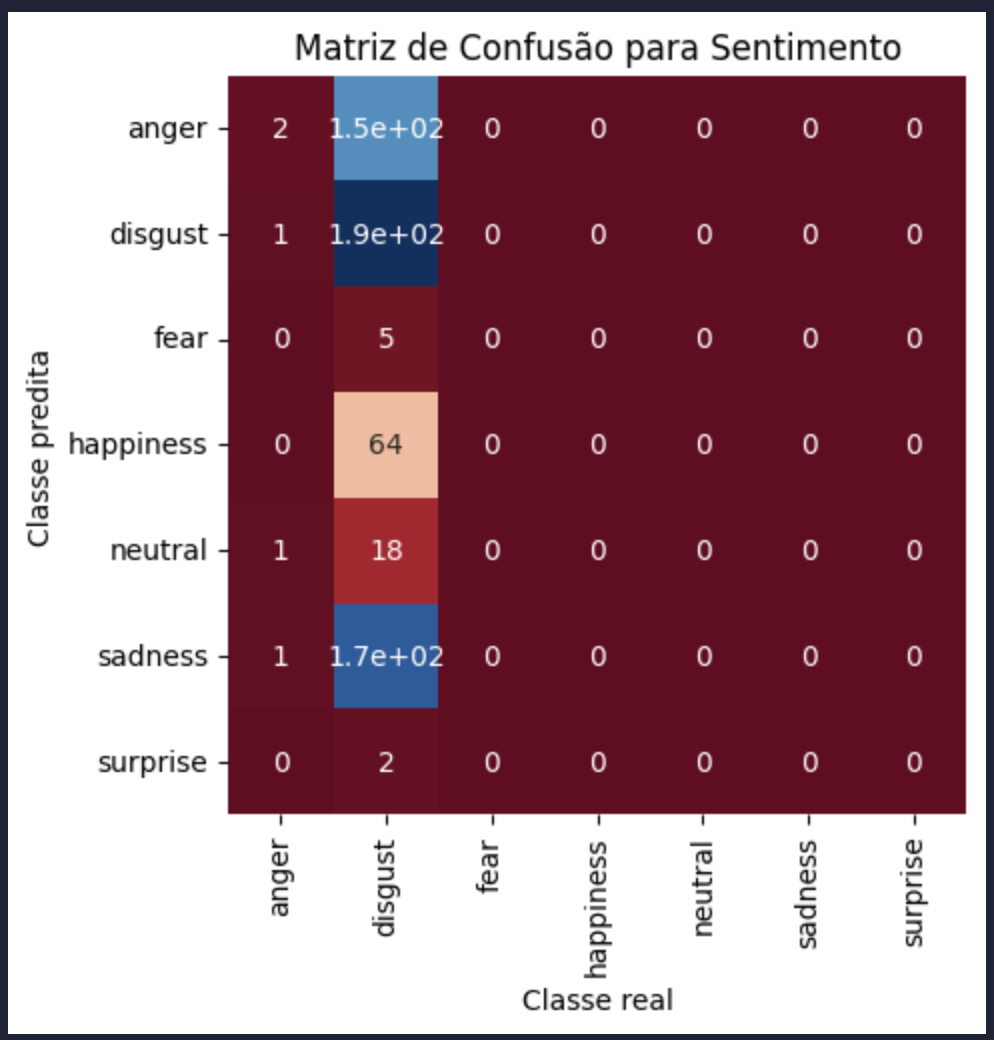 Matriz de Confusão para Sentimento
anger 2 1.5e+02 0 0 0 0 0
disgust 1 1.9e+02 0 0 0 0 0
fear 0 5 0 0 0 0 0
happiness 0 64 0 0 0 0 0
neutral 1 18 0 0 0 0 0
sadness 1 1.7e+02 0 0 0 0 0
surprise 0 2 0 0 0 0 0
Classe predita
anger disgust fear happiness neutral sadness surprise
Classe real